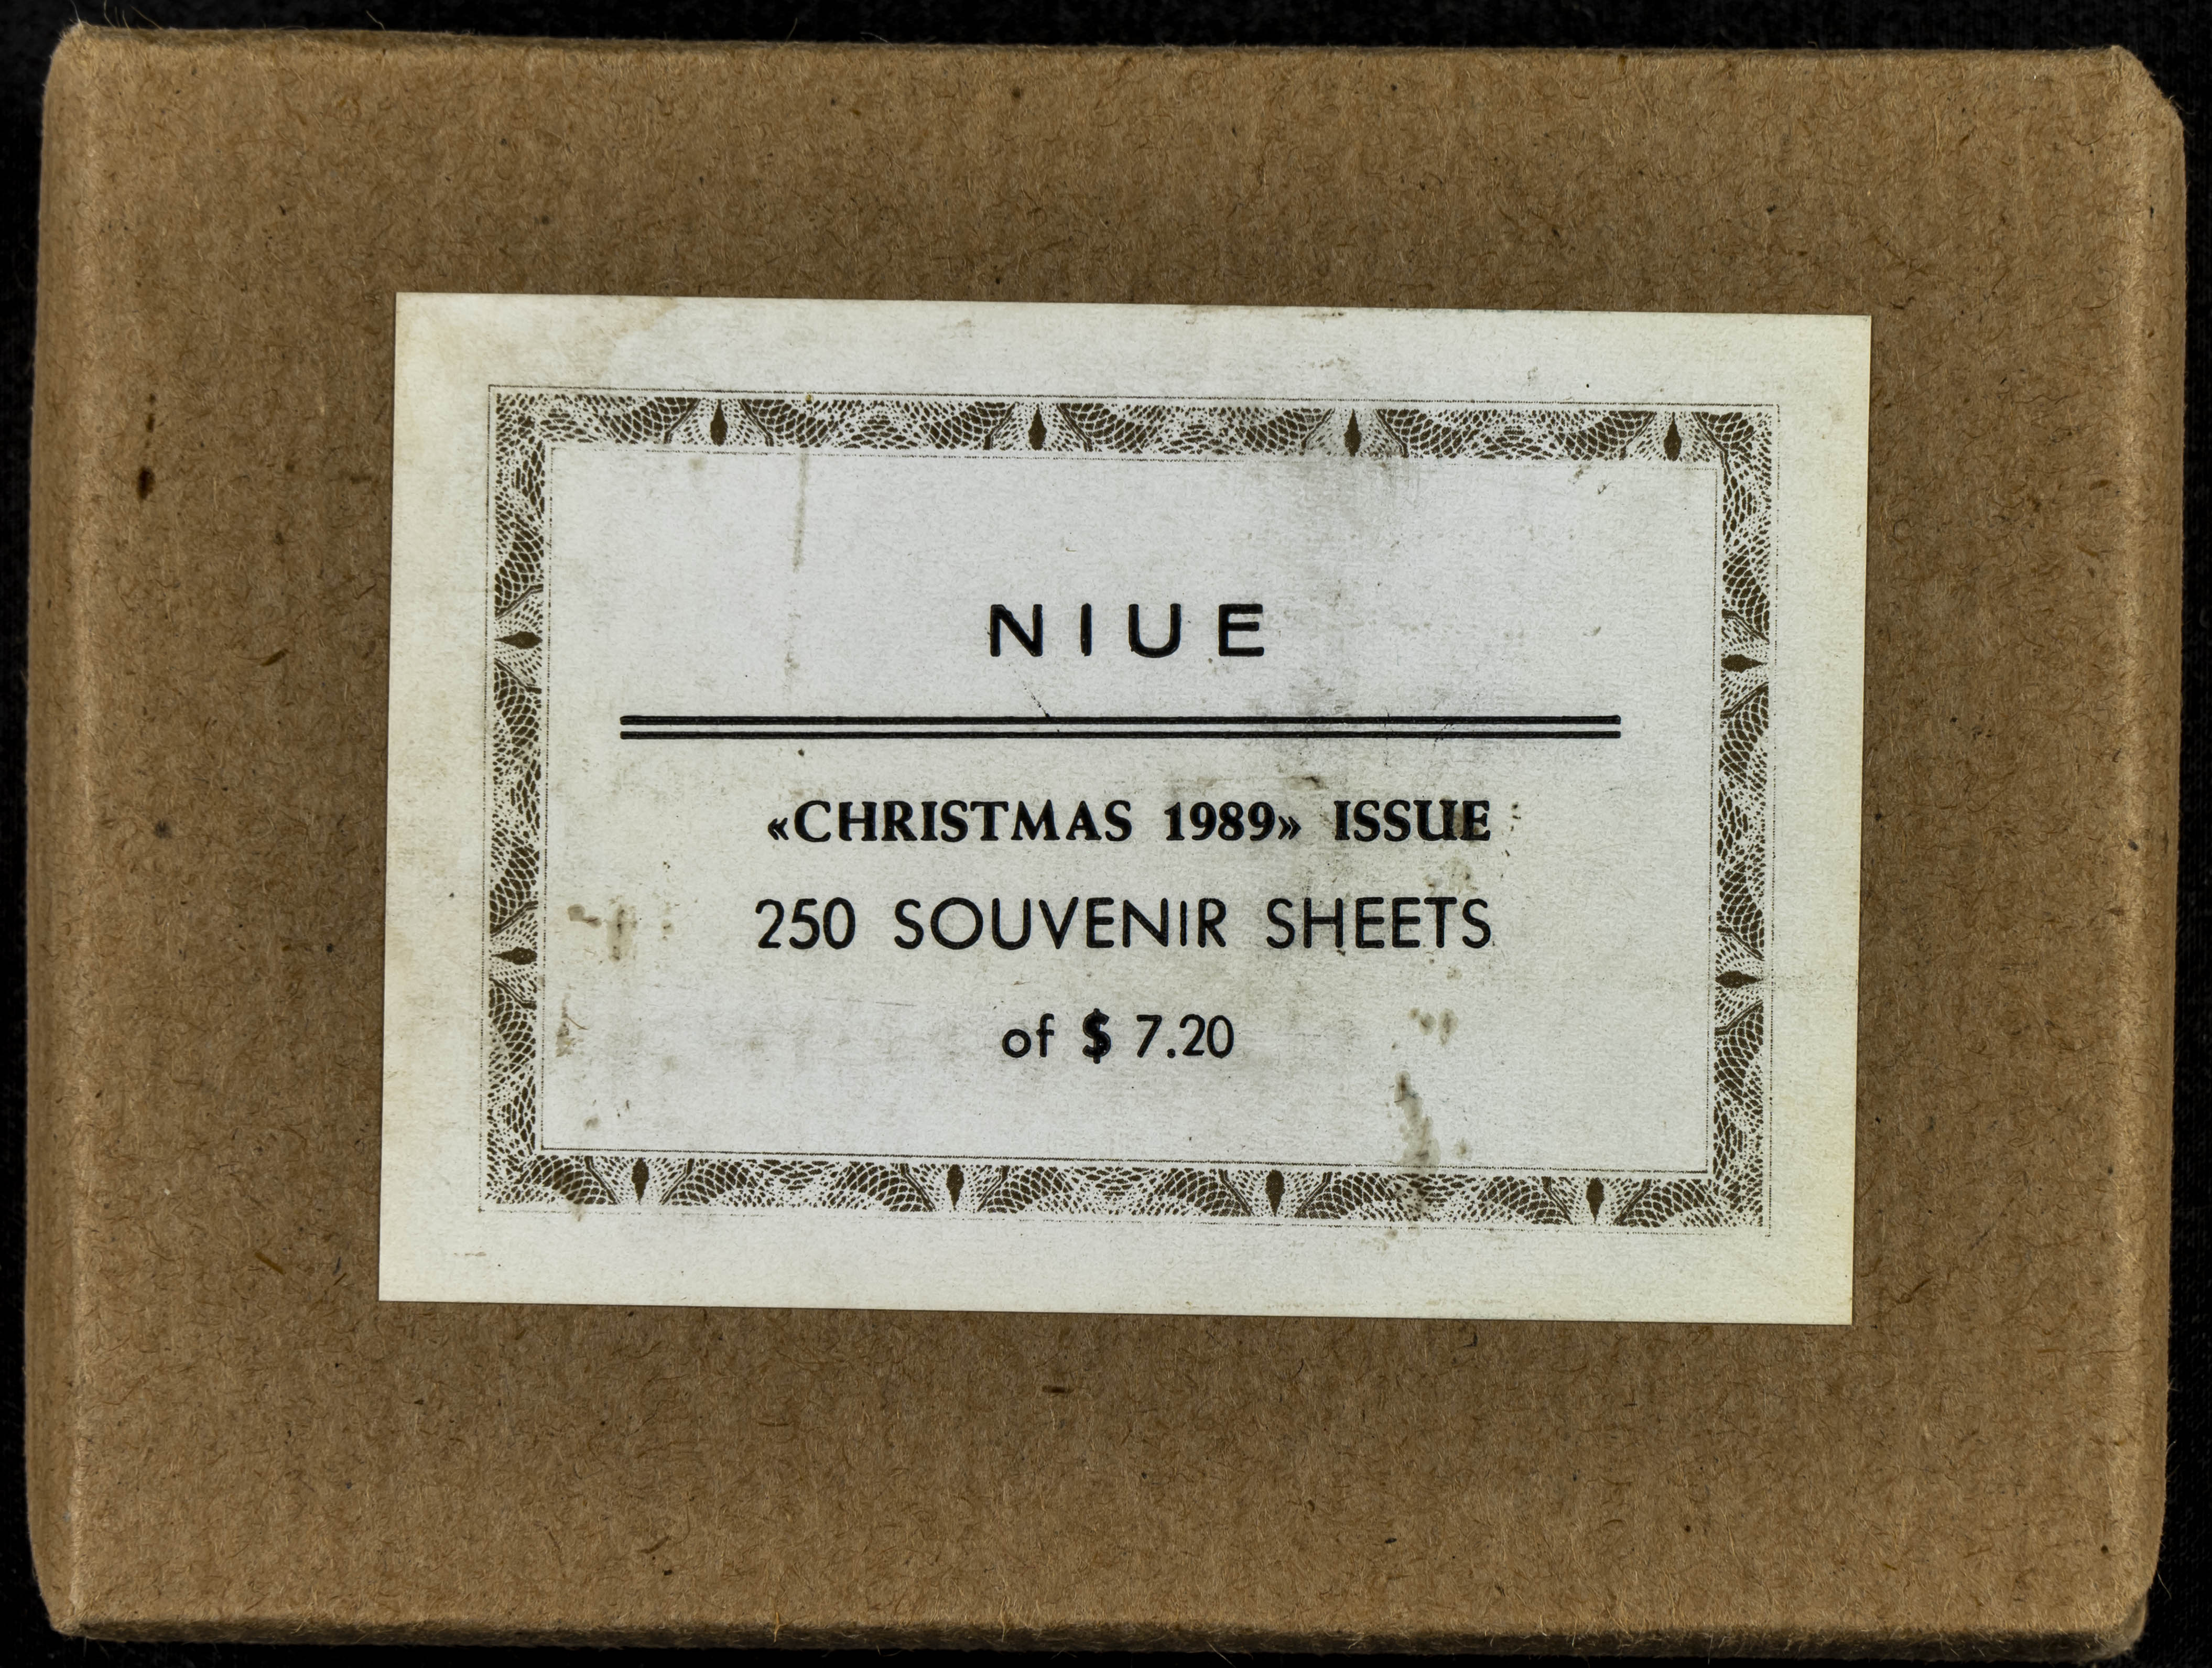 NIUE
«CHRISTMAS 1989» ISSUE
250 SOUVENIR SHEETS
of $ 7.20